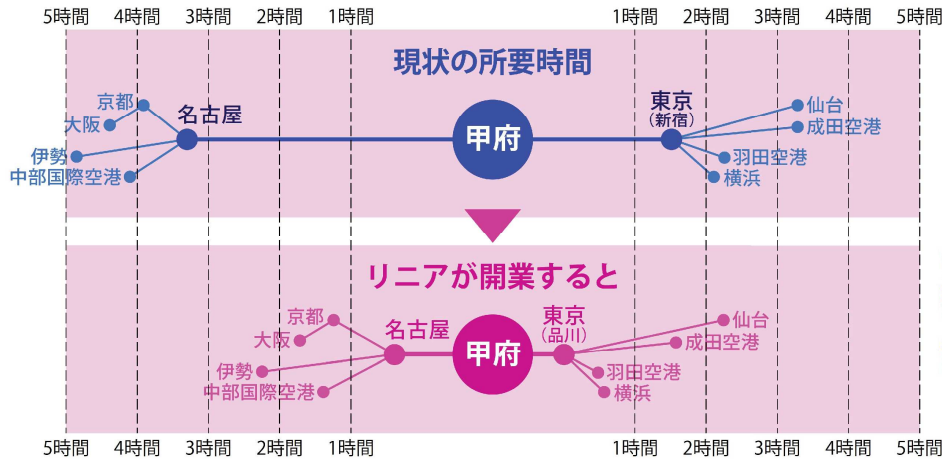 5時間 4時間 3時間 2時間 1時間 1時間 2時間 3時間 4時間 5時間
現状の所要時間
京都
名古屋
大阪
伊勢
中部国際空港
甲府
東京
(新宿)
仙台
成田空港
羽田空港
横浜
リニアが開業すると
京都
名古屋
大阪
伊勢
中部国際空港
甲府
東京
(品川)
仙台
成田空港
羽田空港
横浜
5時間 4時間 3時間 2時間 1時間 1時間 2時間 3時間 4時間 5時間